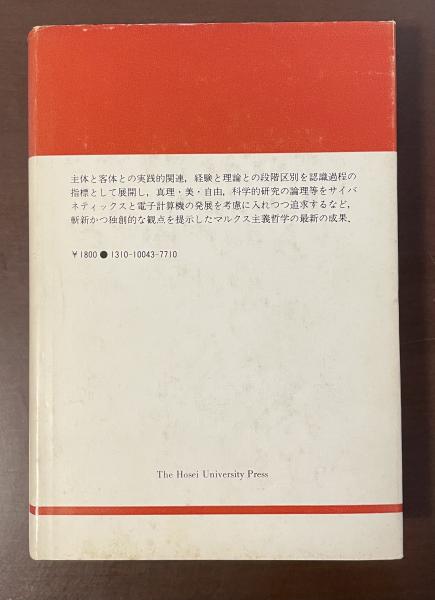 主体と客体との実践的関連，経験と理論との段階区別を認識過程の
指標として展開し，真理・美・自由，科学的研究の論理等をサイバ
ネティックスと電子計算機の発展を考慮に入れつつ追求するなど，
斬新かつ独創的な観点を提示したマルクス主義哲学の最新の成果．
￥1800●1310-10043-7710
The Hosei University Press